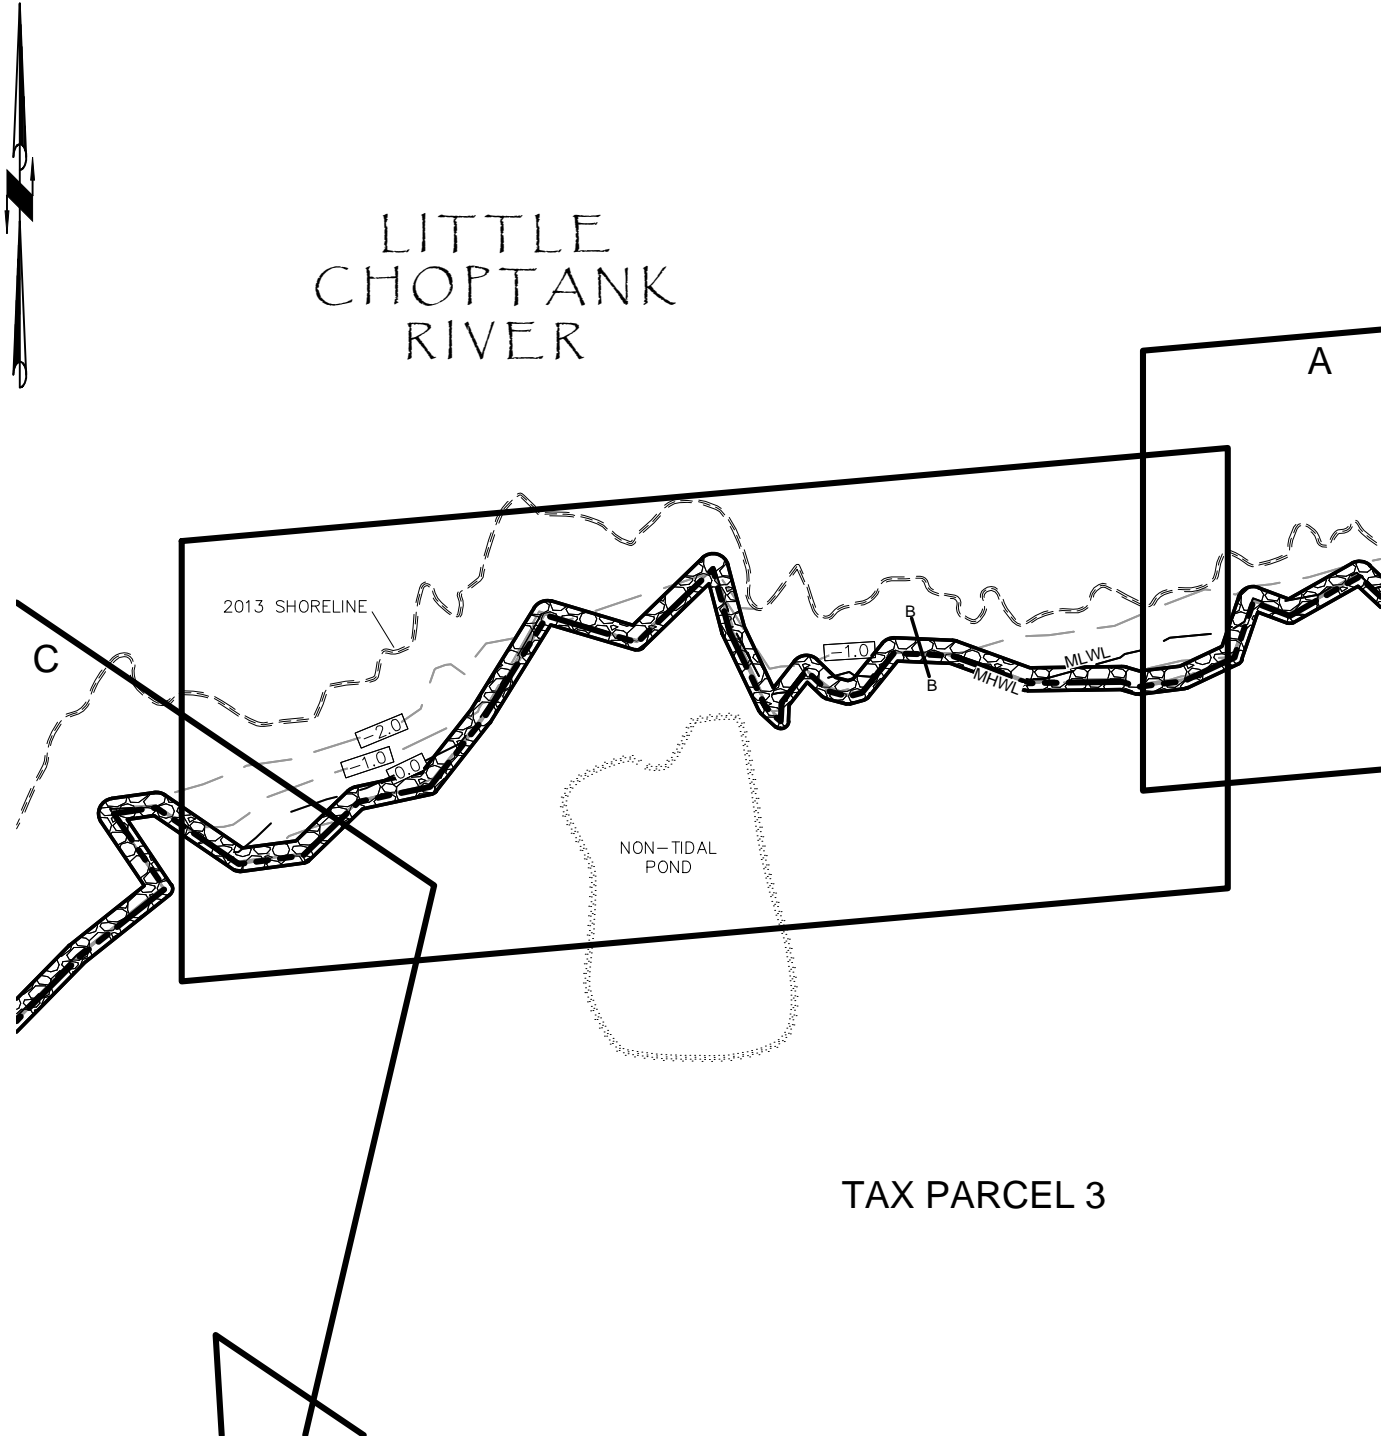 LITTLE
CHOPTANK
RIVER
A
2013 SHORELINE
B
-1.0
MLWL
C
MHWL
B
-2.0
-1.0
0.0
NON-TIDAL
POND
TAX PARCEL 3